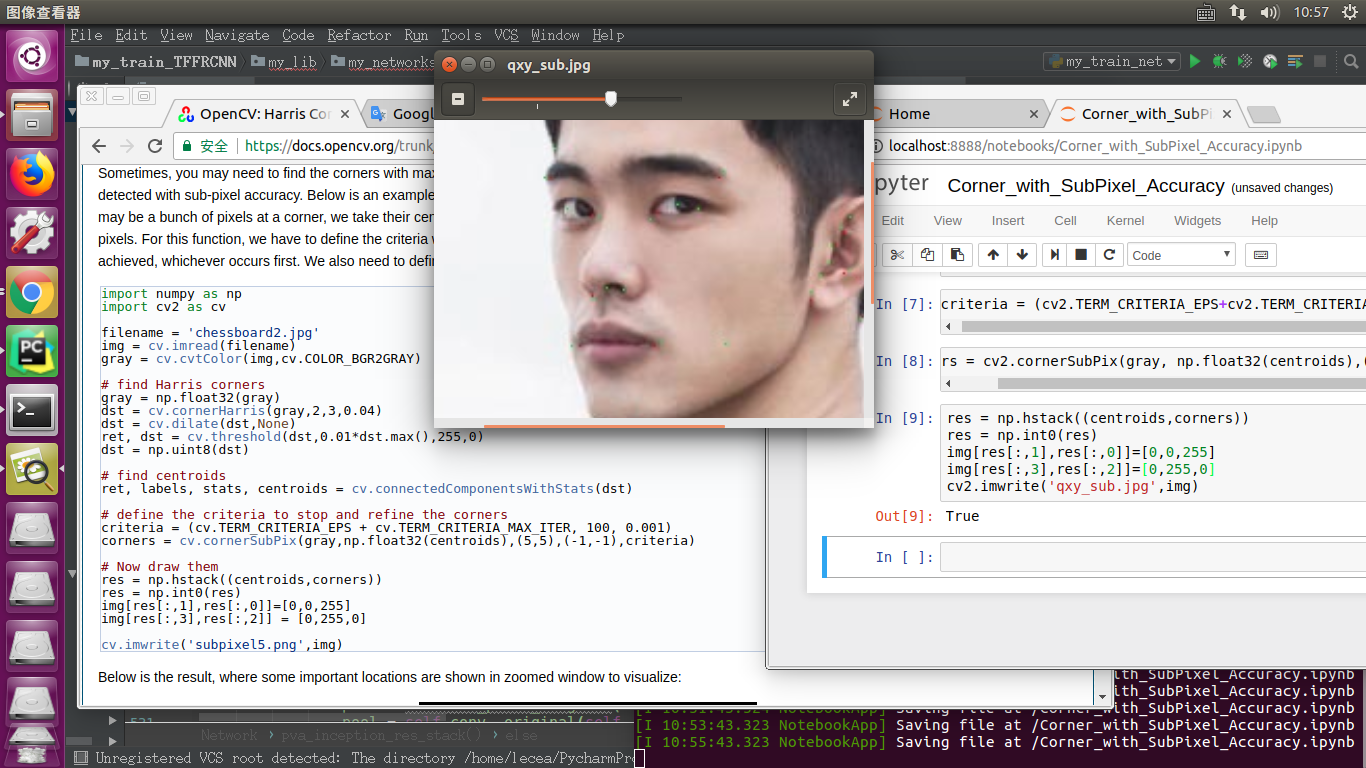 图像查看器
10:57
File Edit View Navigate Code Refactor Run Tools VCS Window Help
my_train_TFFRCNN my_lib my_networks
my_train_net
qxy_sub.jpg
OpenCV: Harris Cor
Googl
安全 https://docs.opencv.org/trunk
Sometimes, you may need to find the corners with
detected with sub-pixel accuracy. Below is an example
may be a bunch of pixels at a corner, we take their
pixels. For this function, we have to define the criteria
achieved, whichever occurs first. We also need to
import numpy as np
import cv2 as cv
filename = 'chessboard2.jpg'
img = cv.imread(filename)
gray = cv.cvtColor(img,cv.COLOR_BGR2GRAY)
# find Harris corners
gray = np.float32(gray)
dst = cv.cornerHarris(gray,2,3,0.04)
dst = cv.dilate(dst,None)
ret, dst = cv.threshold(dst,0.01*dst.max(),255,0)
dst = np.uint8(dst)
# find centroids
ret, labels, stats, centroids = cv.connectedComponentsWithStats(dst)
# define the criteria to stop and refine the corners
criteria = (cv.TERM_CRITERIA_EPS + cv.TERM_CRITERIA_MAX_ITER, 100, 0.001)
corners = cv.cornerSubPix(gray,np.float32(centroids),(5,5),(-1,-1),criteria)
# Now draw them
res = np.hstack((centroids,corners))
res = np.int0(res)
img[res[:,1],res[:,0]]=[0,0,255]
img[res[:,3],res[:,2]] = [0,255,0]
cv.imwrite('subpixel5.png',img)
Below is the result, where some important locations are shown in zoomed window to visualize:
Home
Corner_with_SubPi
localhost:8888/notebooks/Corner_with_SubPixel_Accuracy.ipynb
pyter Corner_with_SubPixel_Accuracy (unsaved changes)
Edit View Insert Cell Kernel Widgets Help
Code
In [7]: criteria = (cv2.TERM_CRITERIA_EPS+cv2.TERM_CRITERIA
In [8]: rs = cv2.cornerSubPix(gray, np.float32(centroids),(
In [9]: res = np.hstack((centroids,corners))
res = np.int0(res)
img[res[:,1],res[:,0]]=[0,0,255]
img[res[:,3],res[:,2]]=[0,255,0]
cv2.imwrite('qxy_sub.jpg',img)
Out[9]: True
In [ ]:
ith_SubPixel_Accuracy.ipynb
ith_SubPixel_Accuracy.ipynb
Saving file at /Corner_with_SubPixel_Accuracy.ipynb
[I 10:53:43.323 NotebookApp] Saving file at /Corner_with_SubPixel_Accuracy.ipynb
[I 10:55:43.323 NotebookApp] Saving file at /Corner_with_SubPixel_Accuracy.ipynb
Network pva_inception_res_stack() else
Unregistered VCS root detected: The directory /home/lecea/PycharmPr